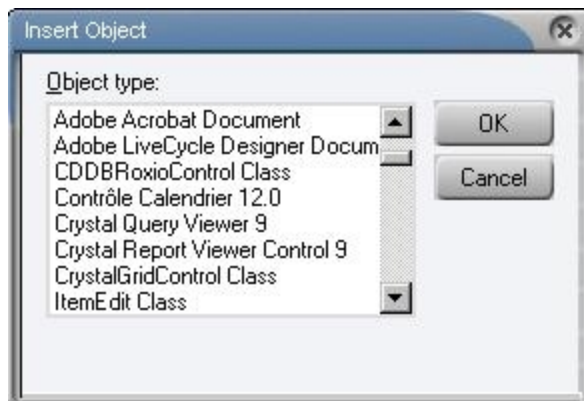 Insert Object
Object type:
Adobe Acrobat Document
Adobe LiveCycle Designer Docum
CDDBRoxioControl Class
Contrôle Calendrier 12.0
Crystal Query Viewer 9
Crystal Report Viewer Control 9
CrystalGridControl Class
ItemEdit Class
OK
Cancel